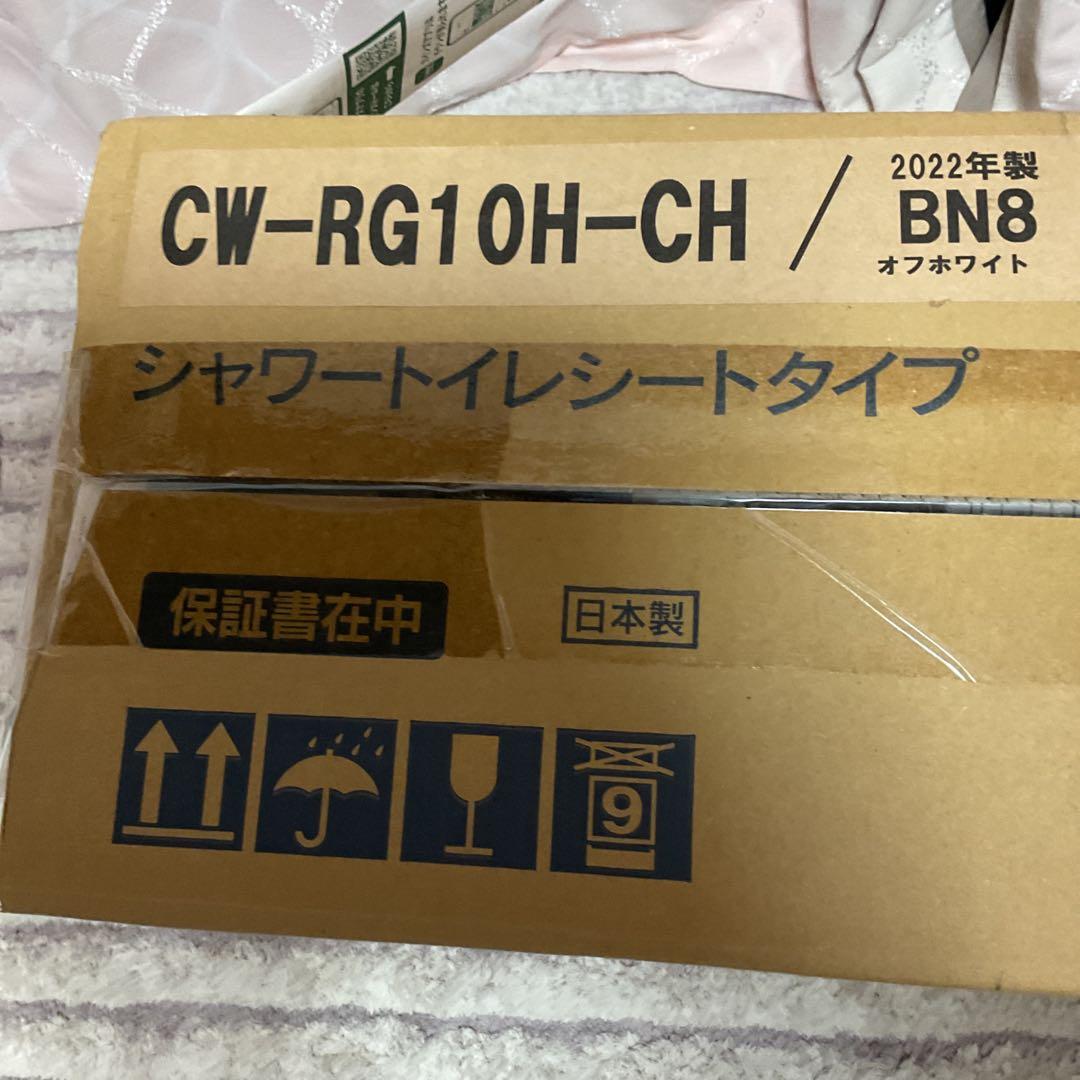 CW-RG10H-CH / 2022年製
BN8
オフホワイト
シャワートイレシートタイプ
保証書在中
日本製
9